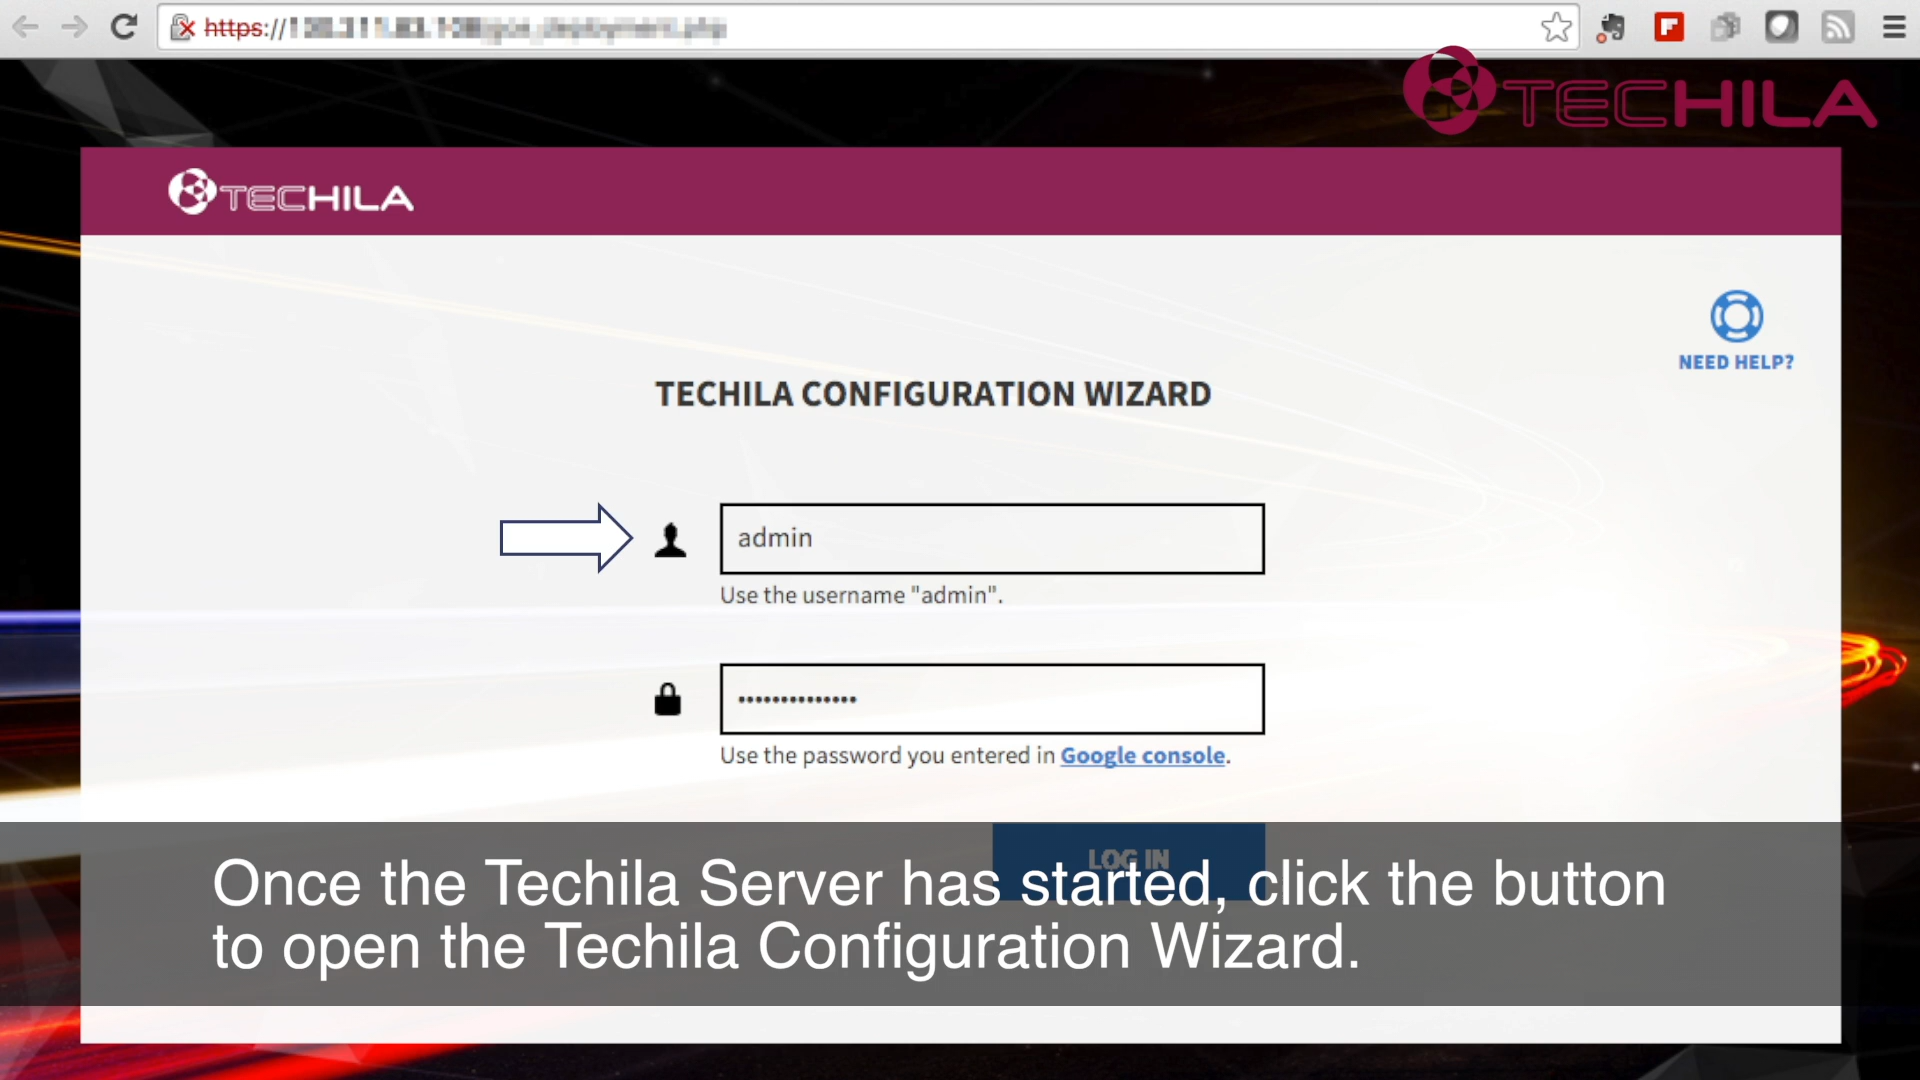 https://
TECHILA
TECHILA
NEED HELP?
TECHILA CONFIGURATION WIZARD
admin
Use the username "admin".
••••••••••••••
Use the password you entered in Google console.
LOG IN
Once the Techila Server has started, click the button
to open the Techila Configuration Wizard.